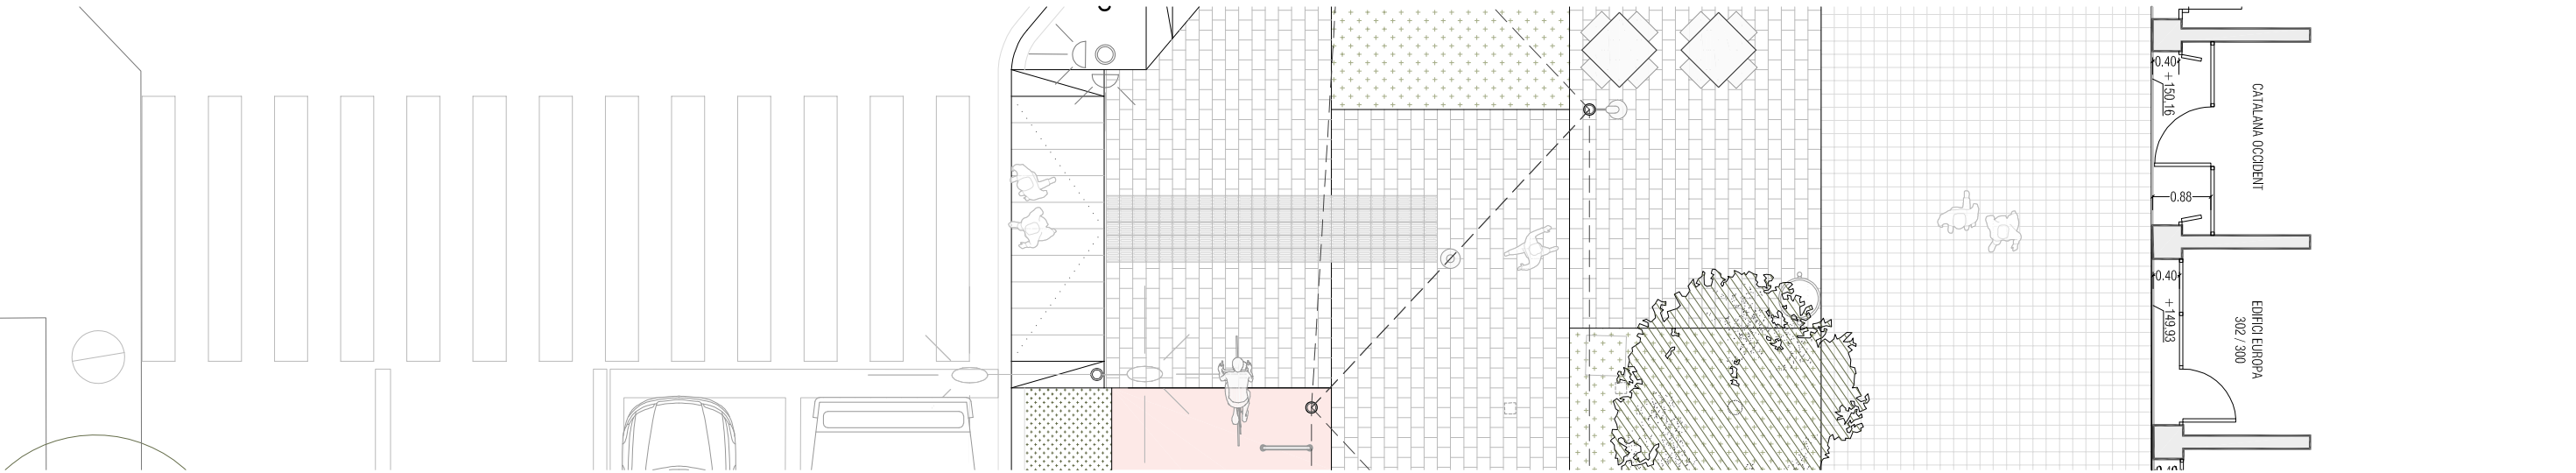 0.40
+150.16
CATALANA OCCIDENT
0.88
0.40
+149.93
EDIFICI EUROPA
302 / 300